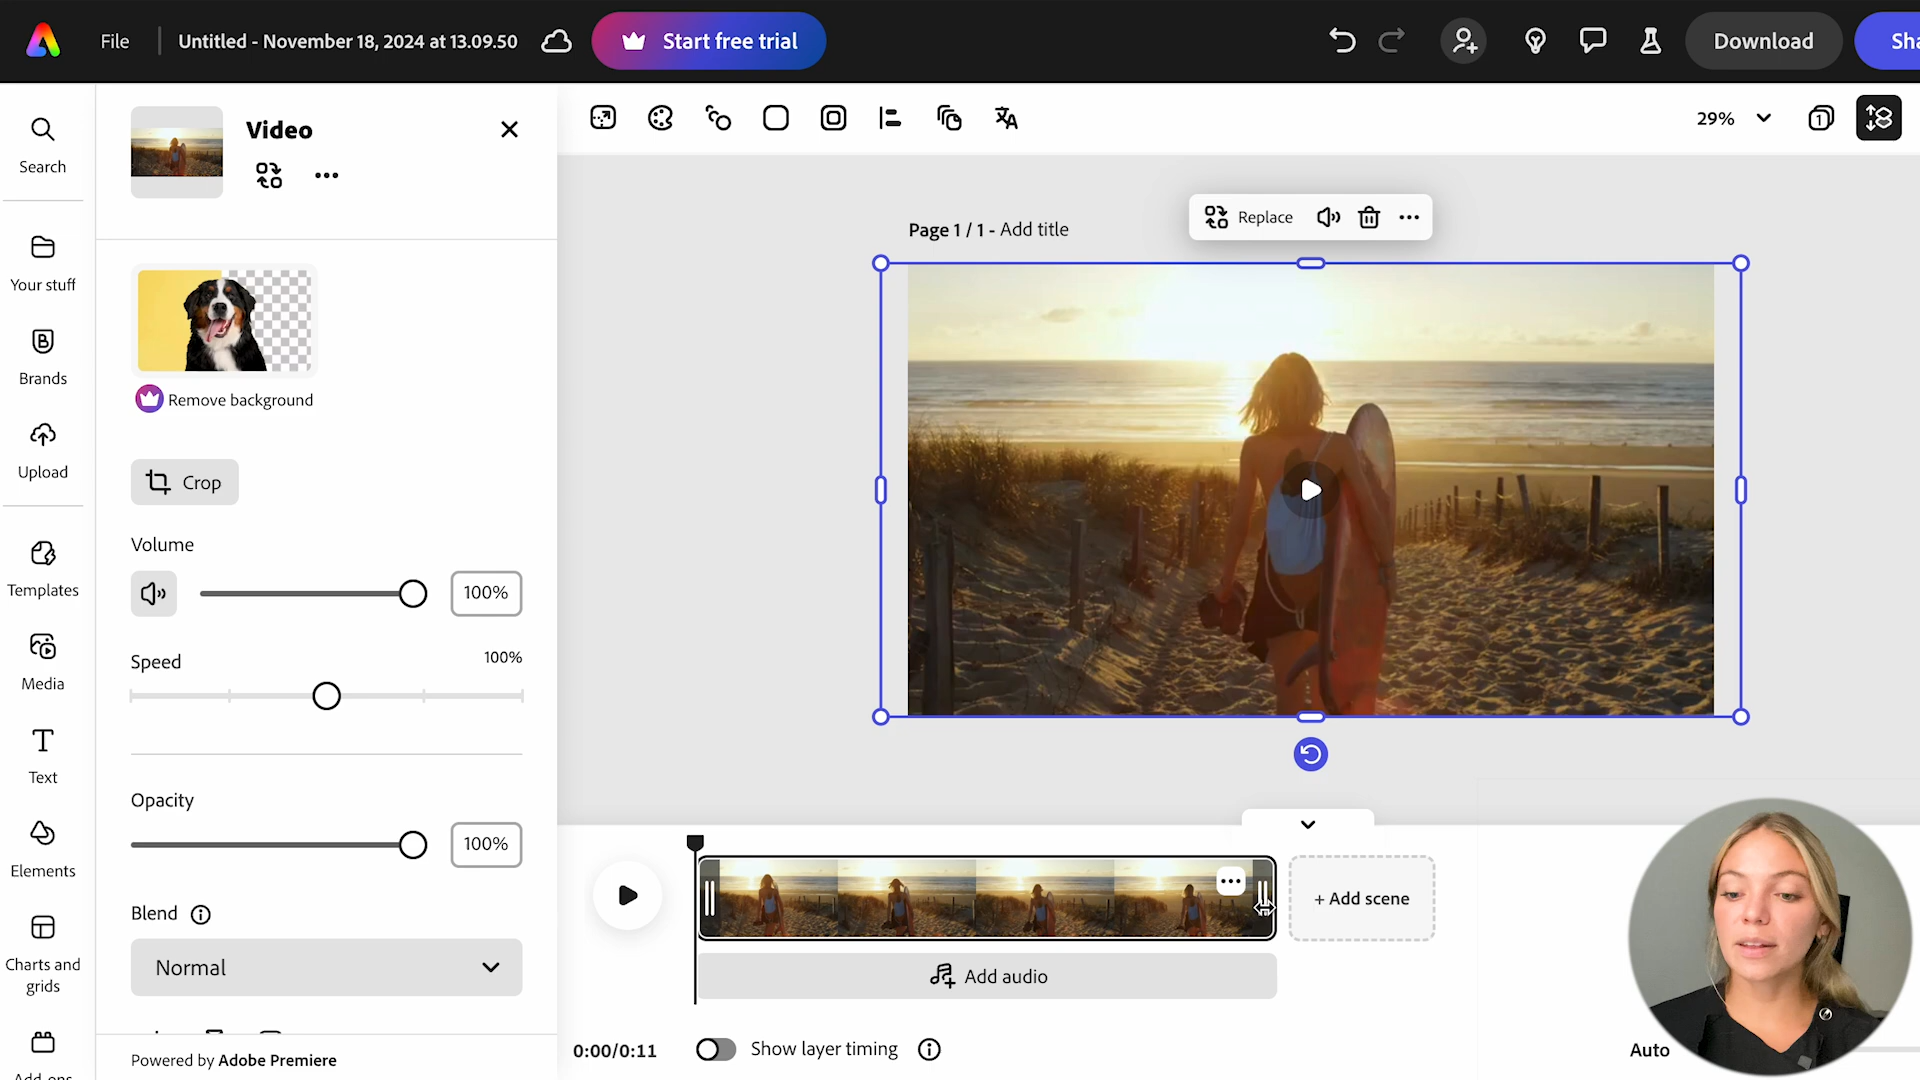 File
Untitled - November 18, 2024 at 13.09.50
Start free trial
Download
Sha
Search
Your stuff
Brands
Upload
Templates
Media
Text
Elements
Charts and
grids
Add-ons
Video
Remove background
Crop
Volume
100%
Speed
100%
Opacity
100%
Blend
Normal
Powered by Adobe Premiere
29%
1
Page 1 / 1 - Add title
Replace
+ Add scene
Add audio
0:00/0:11
Show layer timing
Auto